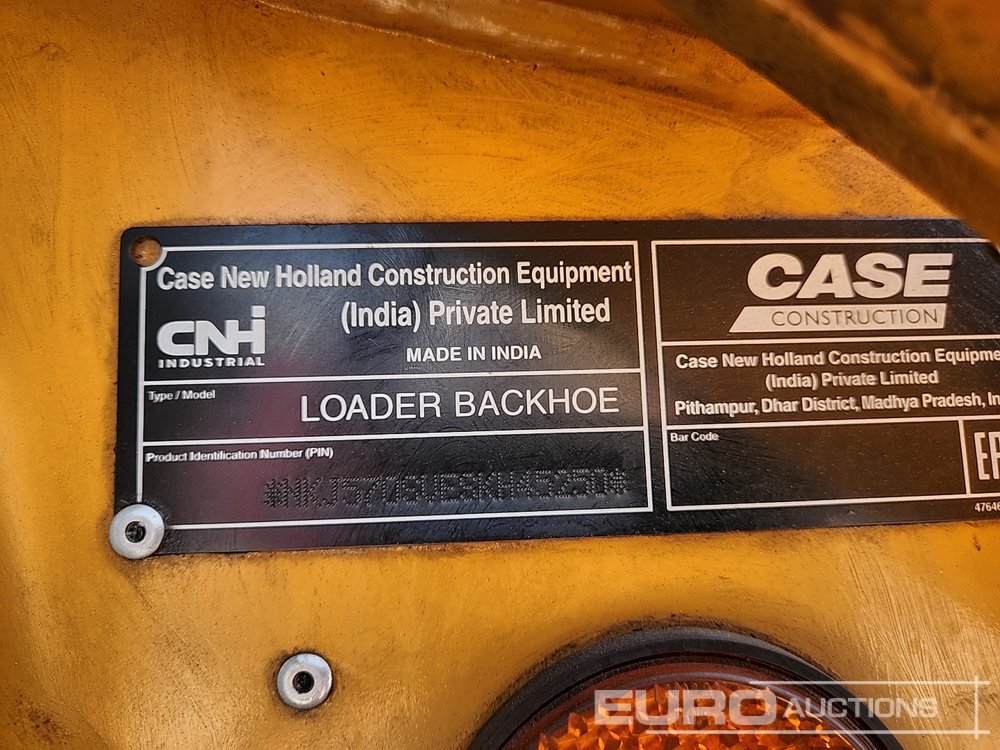 Case New Holland Construction Equipment
(India) Private Limited
CNH
INDUSTRIAL
MADE IN INDIA
Type / Model
LOADER BACKHOE
Product Identification Number (PIN)
CASE
CONSTRUCTION
Case New Holland Construction Equipme
(India) Private Limited
Pithampur, Dhar District, Madhya Pradesh, In
Bar Code
47646
EURO AUCTIONS